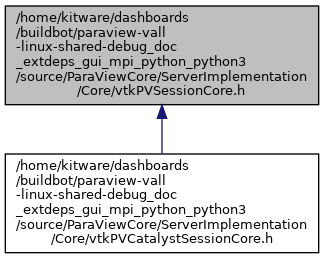 /home/kitware/dashboards
/buildbot/paraview-vall
-linux-shared-debug_doc
_extdeps_gui_mpi_python_python3
/source/ParaViewCore/ServerImplementation
/Core/vtkPVSessionCore.h
/home/kitware/dashboards
/buildbot/paraview-vall
-linux-shared-debug_doc
_extdeps_gui_mpi_python_python3
/source/ParaViewCore/ServerImplementation
/Core/vtkPVCatalystSessionCore.h